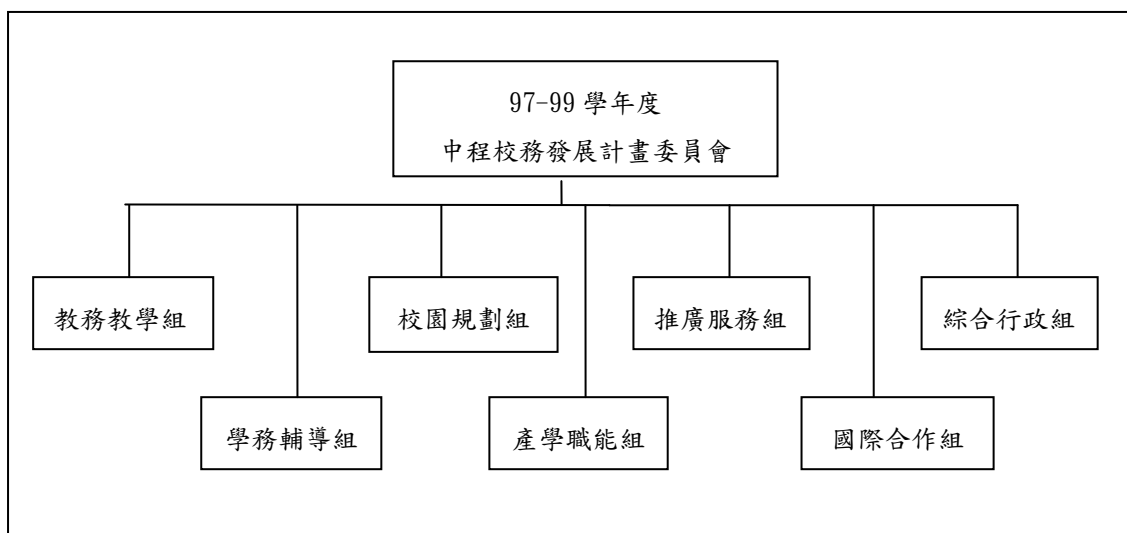 97-99 學年度
中程校務發展計畫委員會
教務教學組
校園規劃組
推廣服務組
綜合行政組
學務輔導組
產學職能組
國際合作組